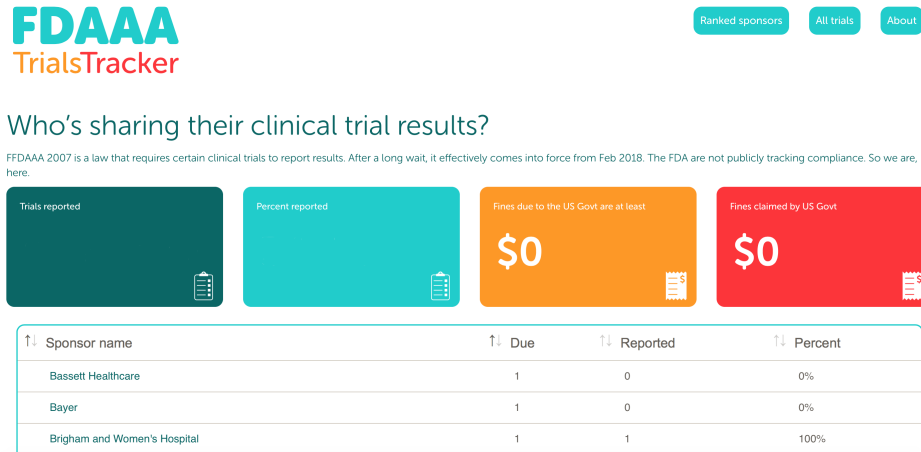 FDAAA
TrialsTracker
Ranked sponsors
All trials
About
Who's sharing their clinical trial results?
FFDAAA 2007 is a law that requires certain clinical trials to report results. After a long wait, it effectively comes into force from Feb 2018. The FDA are not publicly tracking compliance. So we are,
here.
Trials reported
Percent reported
Fines due to the US Govt are at least
$0
Fines claimed by US Govt
$0
Sponsor name Due Reported Percent
Bassett Healthcare 1 0 0%
Bayer 1 0 0%
Brigham and Women's Hospital 1 1 100%